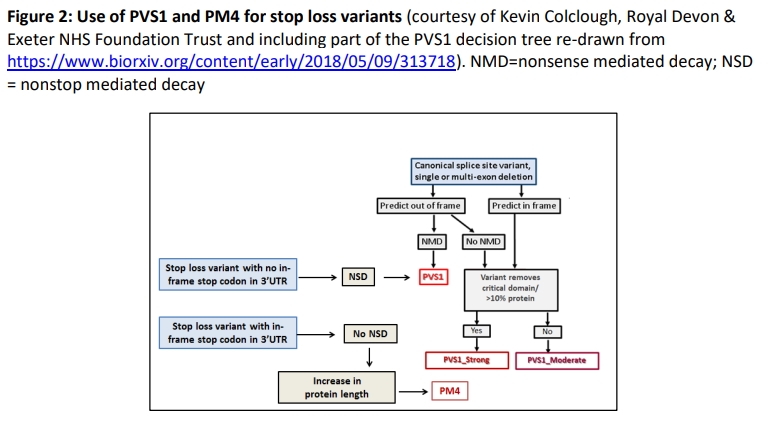 Figure 2: Use of PVS1 and PM4 for stop loss variants (courtesy of Kevin Colclough, Royal Devon &
Exeter NHS Foundation Trust and including part of the PVS1 decision tree re-drawn from
https://www.biorxiv.org/content/early/2018/05/09/313718). NMD=nonsense mediated decay; NSD
= nonstop mediated decay
Canonical splice site variant,
single or multi-exon deletion
Predict out of frame
Predict in frame
NMD
No NMD
Stop loss variant with no in-
frame stop codon in 3'UTR
NSD
PVS1
Variant removes
critical domain/
>10% protein
Stop loss variant with in-
frame stop codon in 3'UTR
No NSD
Yes
No
PVS1_Strong
PVS1_Moderate
Increase in
protein length
PM4